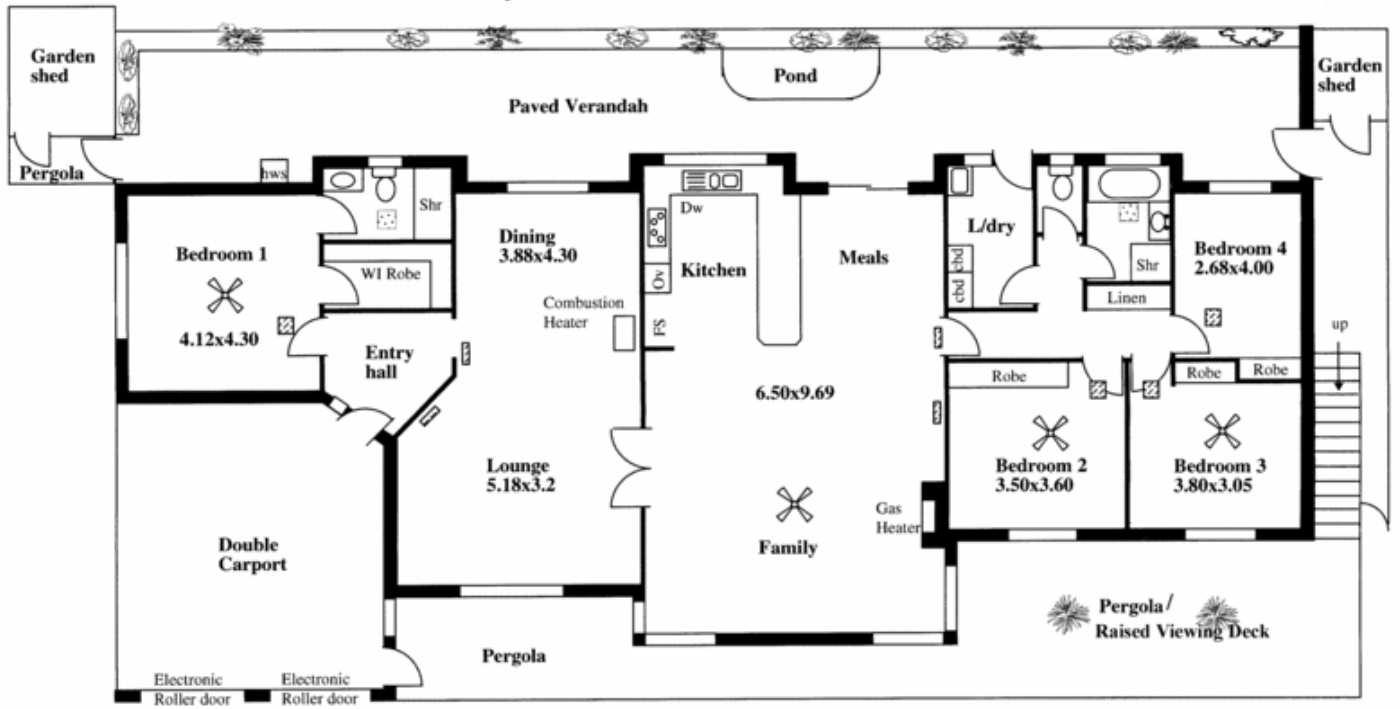 Garden
shed
Pergola
Paved Verandah
Pond
Garden
shed
hws
Shr
Bedroom 1
4.12x4.30
WI Robe
Entry
hall
Dining
3.88x4.30
Combustion
Heater
Lounge
5.18x3.2
Dw
Kitchen
Ov
FS
Meals
6.50x9.69
Family
Gas
Heater
L/dry
cbd
cbd
Shr
Linen
Bedroom 4
2.68x4.00
Robe
Robe
Robe
Bedroom 2
3.50x3.60
Bedroom 3
3.80x3.05
up
Double
Carport
Electronic
Roller door
Electronic
Roller door
Pergola
Pergola /
Raised Viewing Deck